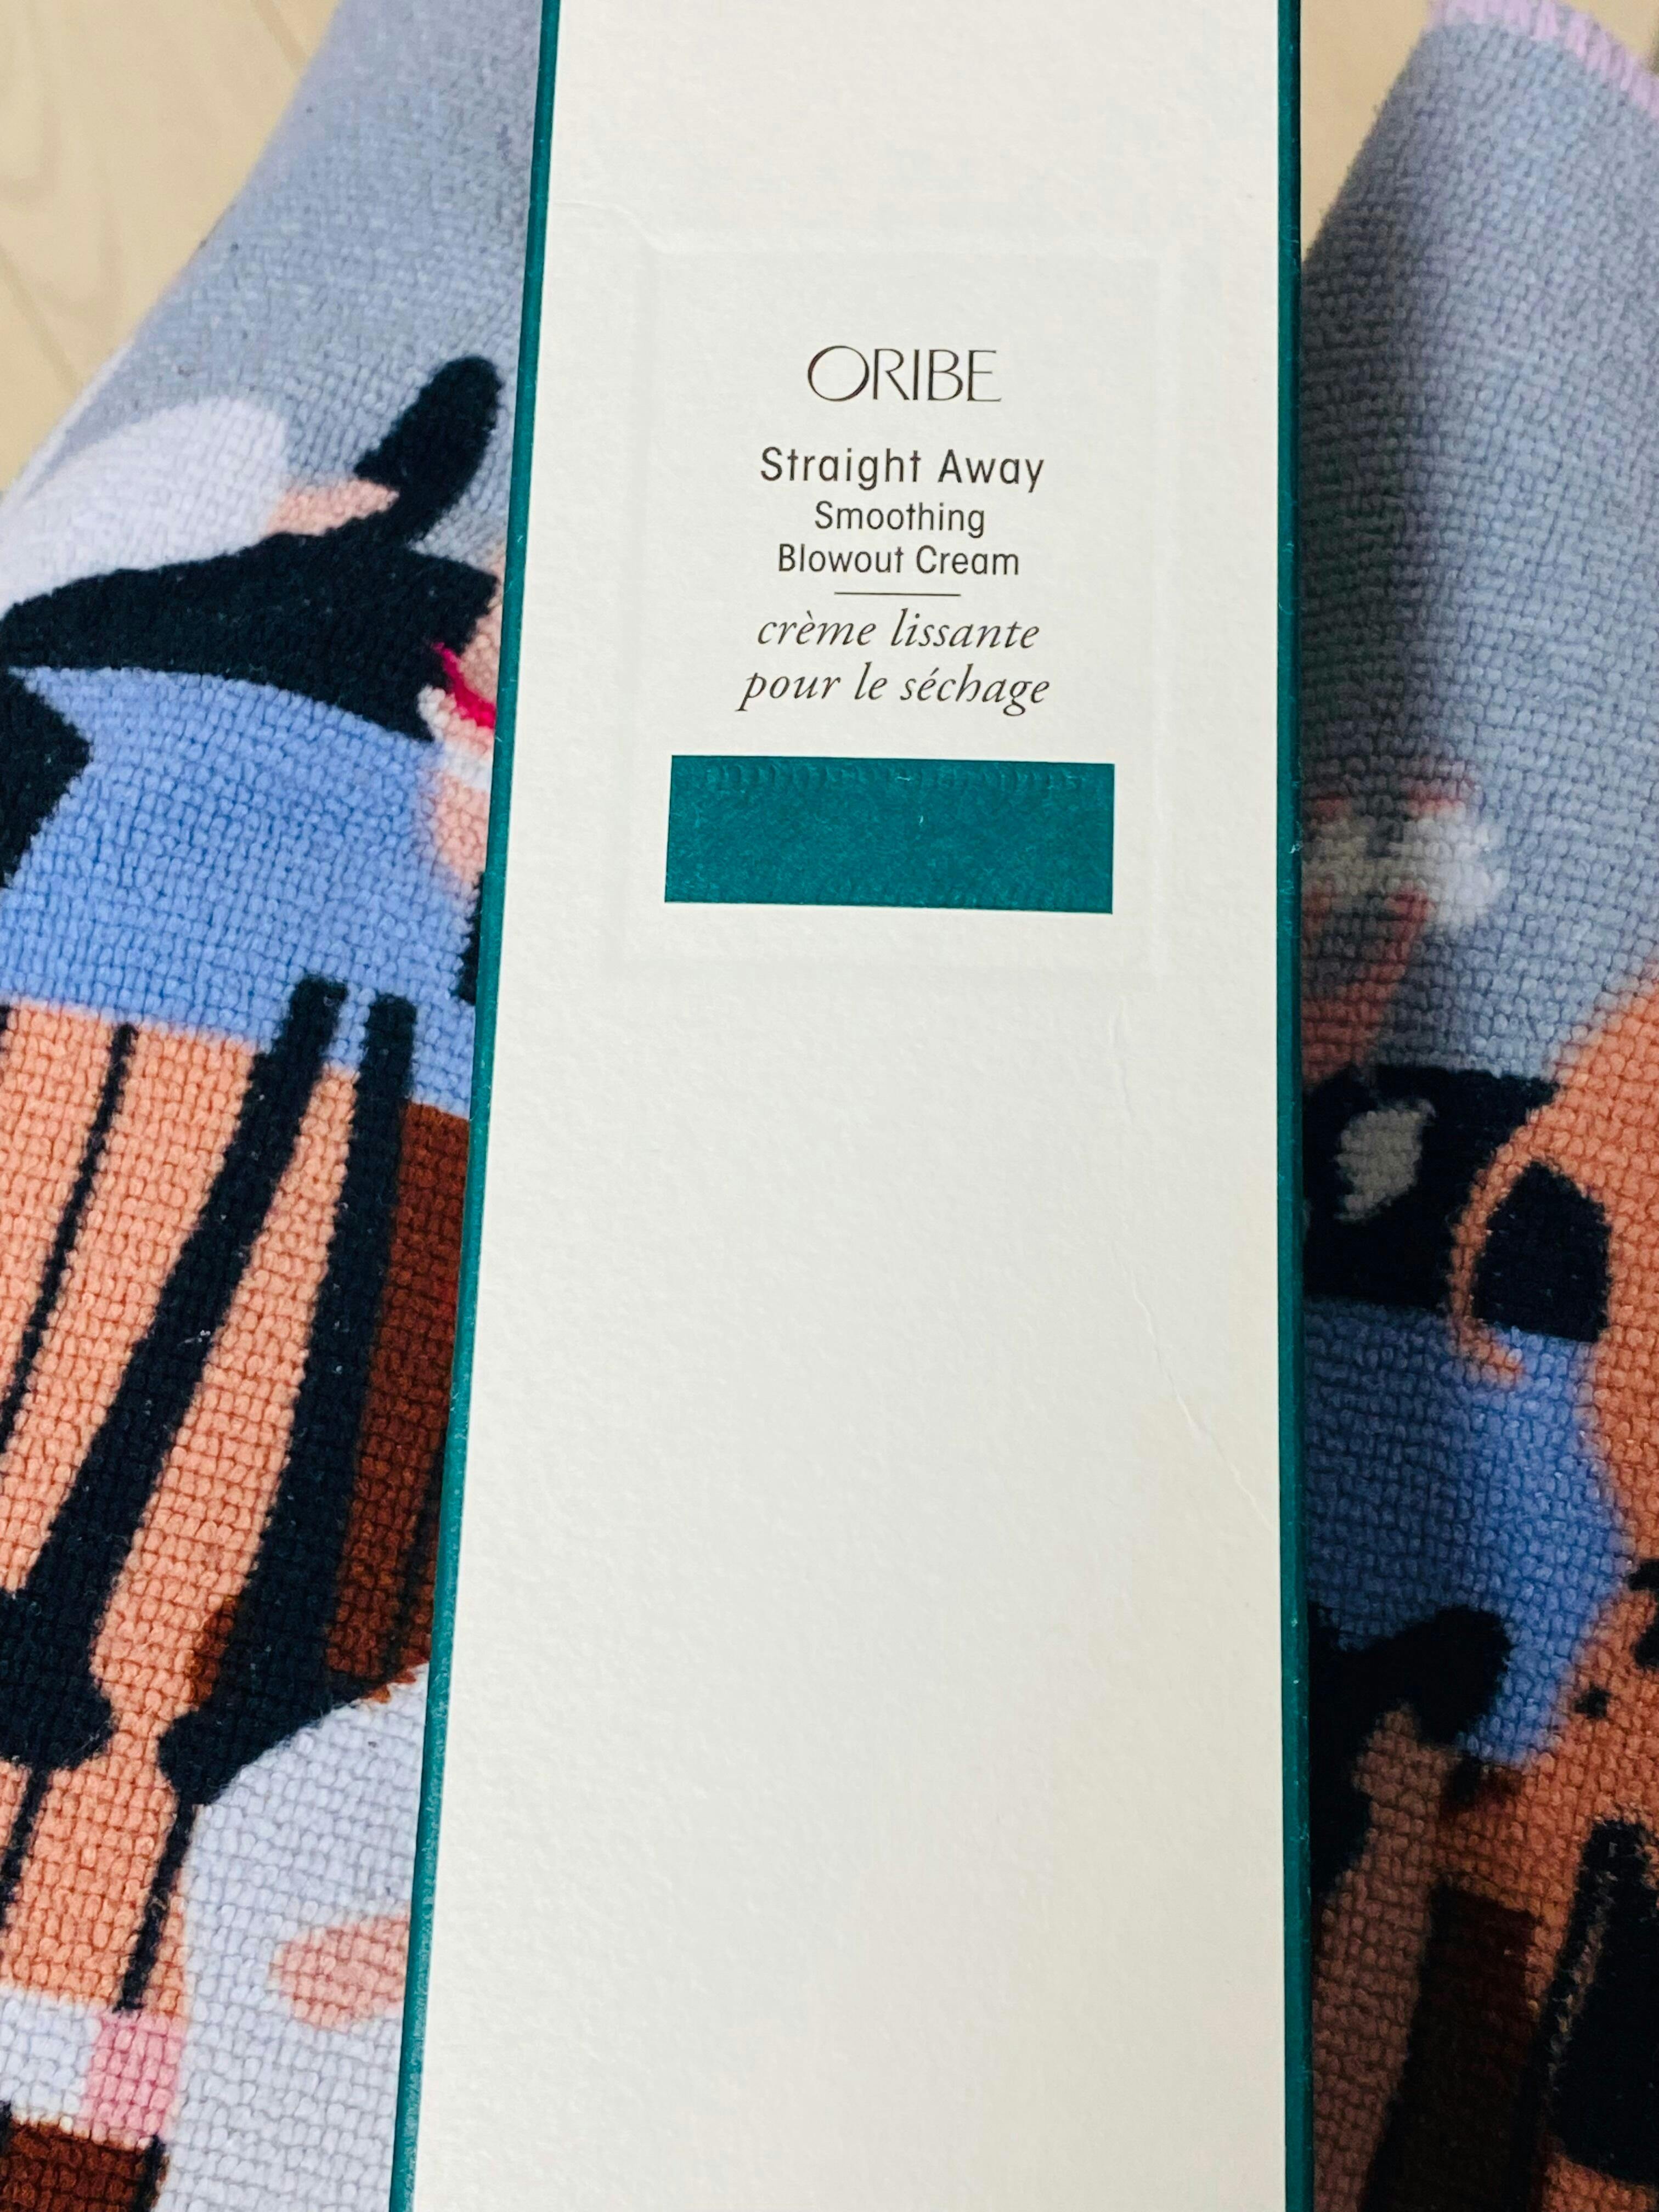 ORIBE
Straight Away
Smoothing
Blowout Cream
crème lissante
pour le séchage